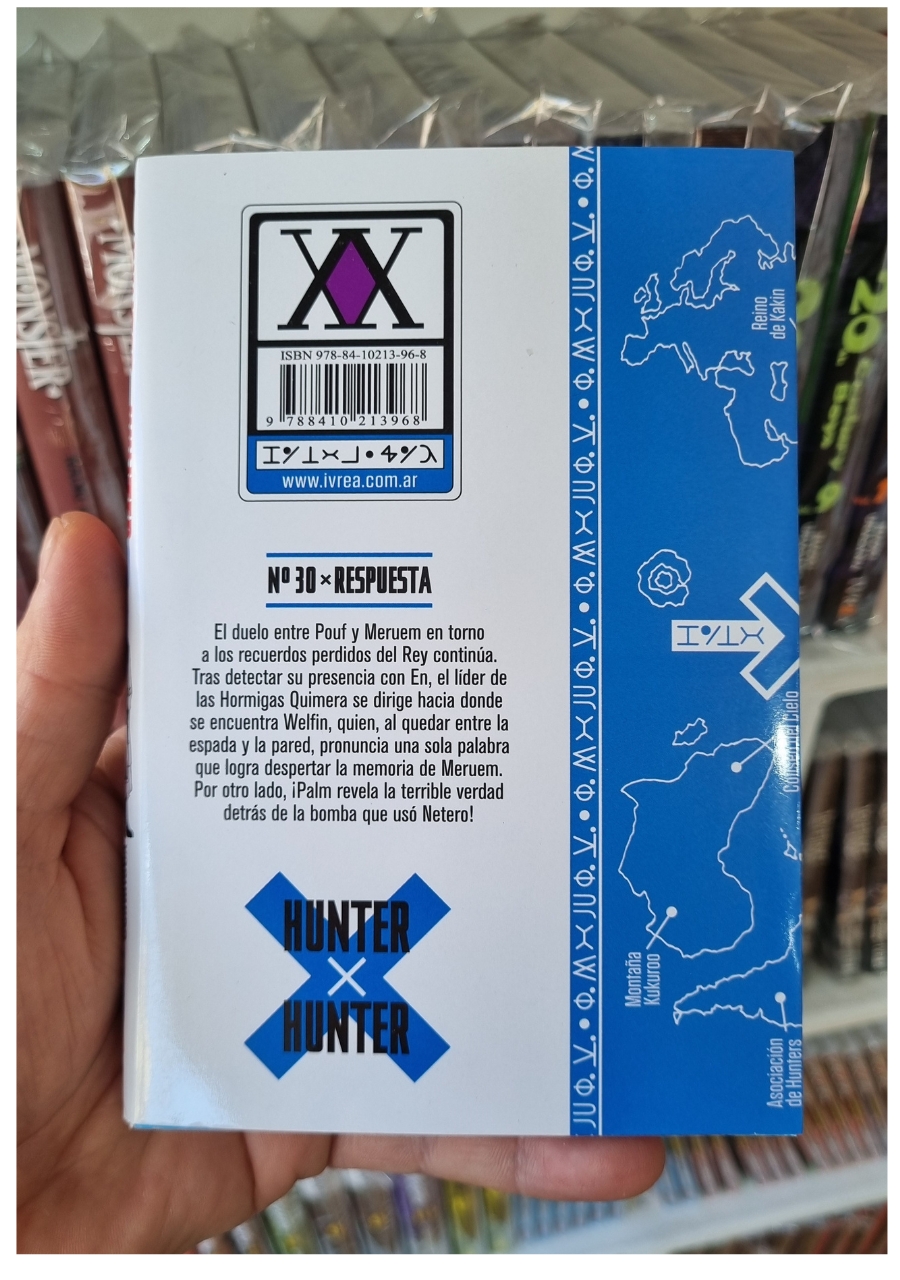 ISBN 978-84-10213-96-8
9 788410 213968
www.ivrea.com.ar
Nº 30 × RESPUESTA
El duelo entre Pouf y Meruem en torno
a los recuerdos perdidos del Rey continúa.
Tras detectar su presencia con En, el líder de
las Hormigas Quimera se dirige hacia donde
se encuentra Welfin, quien, al quedar entre la
espada y la pared, pronuncia una sola palabra
que logra despertar la memoria de Meruem.
Por otro lado, ¡Palm revela la terrible verdad
detrás de la bomba que usó Netero!
HUNTER
×
HUNTER
Reino
de Kakin
Montaña
Kukuroo
Asociación
de Hunters
MONSTER
20